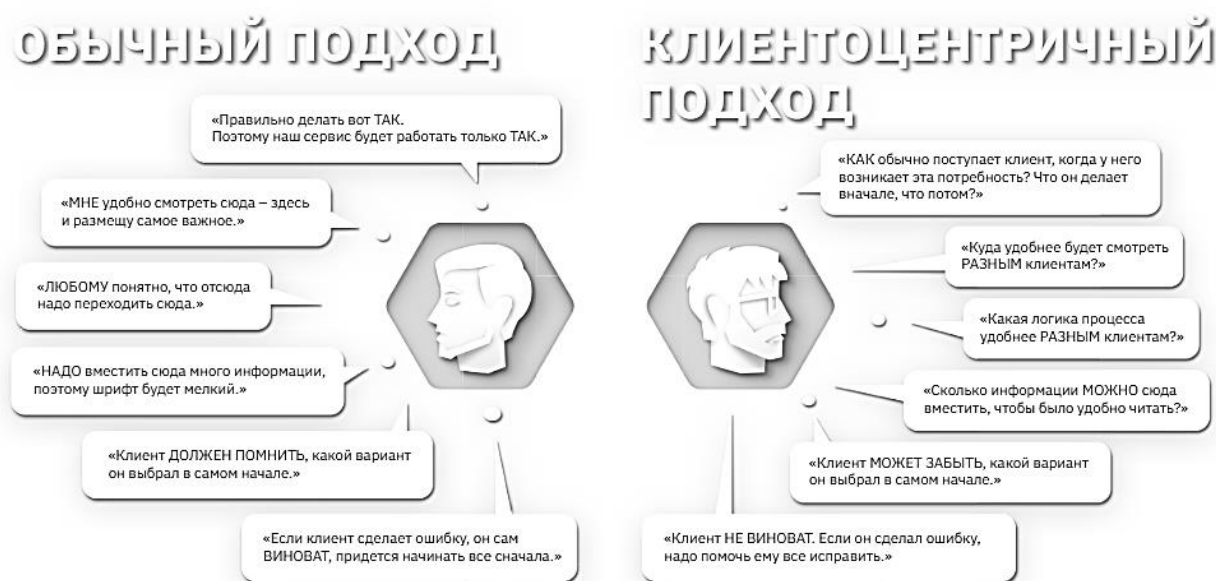 ОБЫЧНЫЙ ПОДХОД
«Правильно делать вот ТАК.
Поэтому наш сервис будет работать только ТАК.»
«МНЕ удобно смотреть сюда – здесь
и размещу самое важное.»
«ЛЮБОМУ понятно, что отсюда
надо переходить сюда.»
«НАДО вместить сюда много информации,
поэтому шрифт будет мелкий.»
«Клиент ДОЛЖЕН ПОМНИТЬ, какой вариант
он выбрал в самом начале.»
«Если клиент сделает ошибку, он сам
ВИНОВАТ, придется начинать все сначала.»
КЛИЕНТОЦЕНТРИЧНЫЙ
ПОДХОД
«КАК обычно поступает клиент, когда у него
возникает эта потребность? Что он делает
вначале, что потом?»
«Куда удобнее будет смотреть
РАЗНЫМ клиентам?»
«Какая логика процесса
удобнее РАЗНЫМ клиентам?»
«Сколько информации МОЖНО сюда
вместить, чтобы было удобно читать?»
«Клиент МОЖЕТ ЗАБЫТЬ, какой вариант
он выбрал в самом начале.»
«Клиент НЕ ВИНОВАТ. Если он сделал ошибку,
надо помочь ему все исправить.»